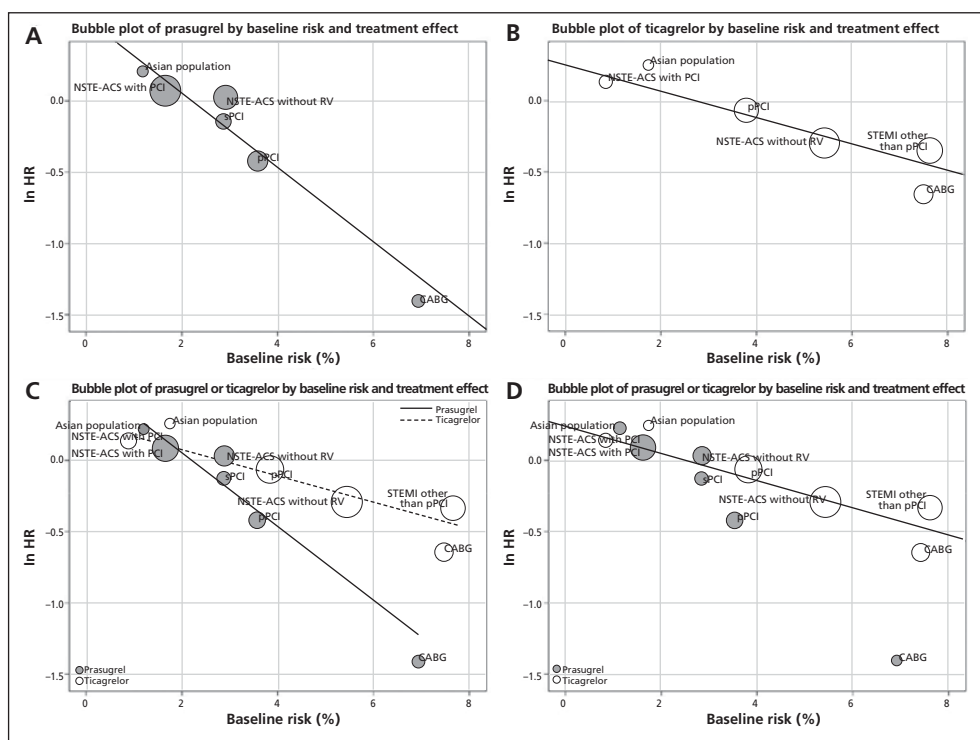 A
Bubble plot of prasugrel by baseline risk and treatment effect
0.0
−0.5
−1.0
−1.5
ln HR
Asian population
NSTE-ACS with PCI
NSTE-ACS without RV
sPCI
pPCI
CABG
0 2 4 6 8
Baseline risk (%)
B
Bubble plot of ticagrelor by baseline risk and treatment effect
0.0
−0.5
−1.0
−1.5
ln HR
Asian population
NSTE-ACS with PCI
pPCI
NSTE-ACS without RV
STEMI other
than pPCI
CABG
0 2 4 6 8
Baseline risk (%)
C
Bubble plot of prasugrel or ticagrelor by baseline risk and treatment effect
Prasugrel
Ticagrelor
0.0
−0.5
−1.0
−1.5
ln HR
Asian population
Asian population
NSTE-ACS with PCI
NSTE-ACS with PCI
NSTE-ACS without RV
sPCI
pPCI
NSTE-ACS without RV
STEMI other
than pPCI
pPCI
CABG
CABG
Prasugrel
Ticagrelor
0 2 4 6 8
Baseline risk (%)
D
Bubble plot of prasugrel or ticagrelor by baseline risk and treatment effect
0.0
−0.5
−1.0
−1.5
ln HR
Asian population
Asian population
NSTE-ACS with PCI
NSTE-ACS with PCI
NSTE-ACS without RV
sPCI
pPCI
NSTE-ACS without RV
STEMI other
than pPCI
pPCI
CABG
CABG
Prasugrel
Ticagrelor
0 2 4 6 8
Baseline risk (%)